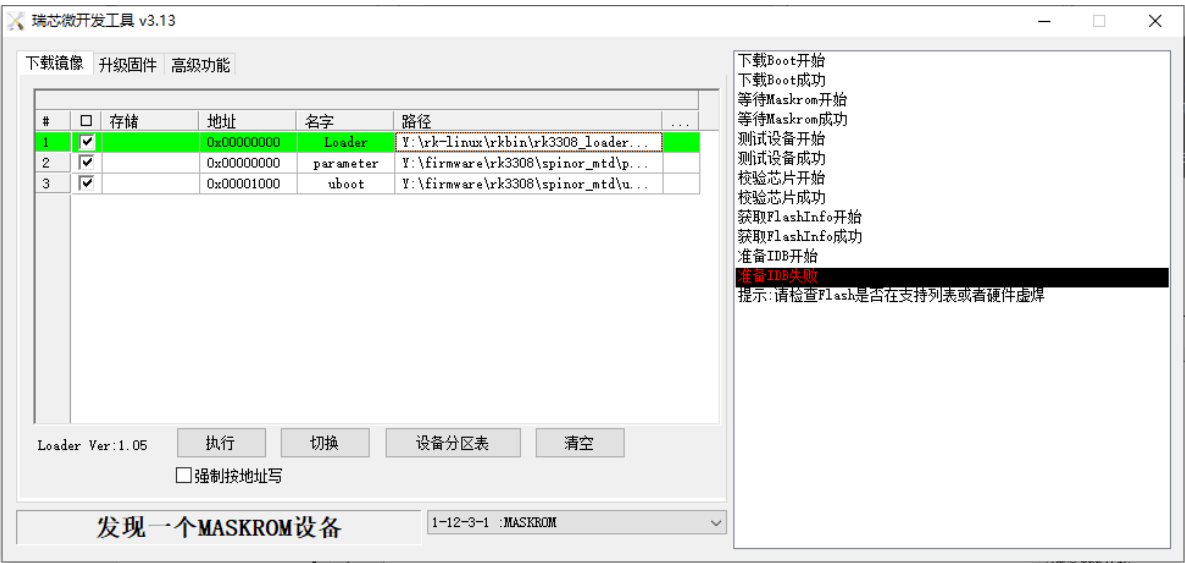 瑞芯微开发工具 v3.13
下载镜像 升级固件 高级功能
# 存储 地址 名字 路径 ...
1 0x00000000 Loader Y:\rk-linux\rkbin\rk3308_loader...
2 0x00000000 parameter Y:\firmware\rk3308\spinor_mtd\p...
3 0x00001000 uboot Y:\firmware\rk3308\spinor_mtd\u...
Loader Ver:1.05 执行 切换 设备分区表 清空
强制按地址写
发现一个MASKROM设备 1-12-3-1 :MASKROM
下载Boot开始
下载Boot成功
等待Maskrom开始
等待Maskrom成功
测试设备开始
测试设备成功
校验芯片开始
校验芯片成功
获取FlashInfo开始
获取FlashInfo成功
准备IDB开始
准备IDB失败
提示:请检查Flash是否在支持列表或者硬件虚焊